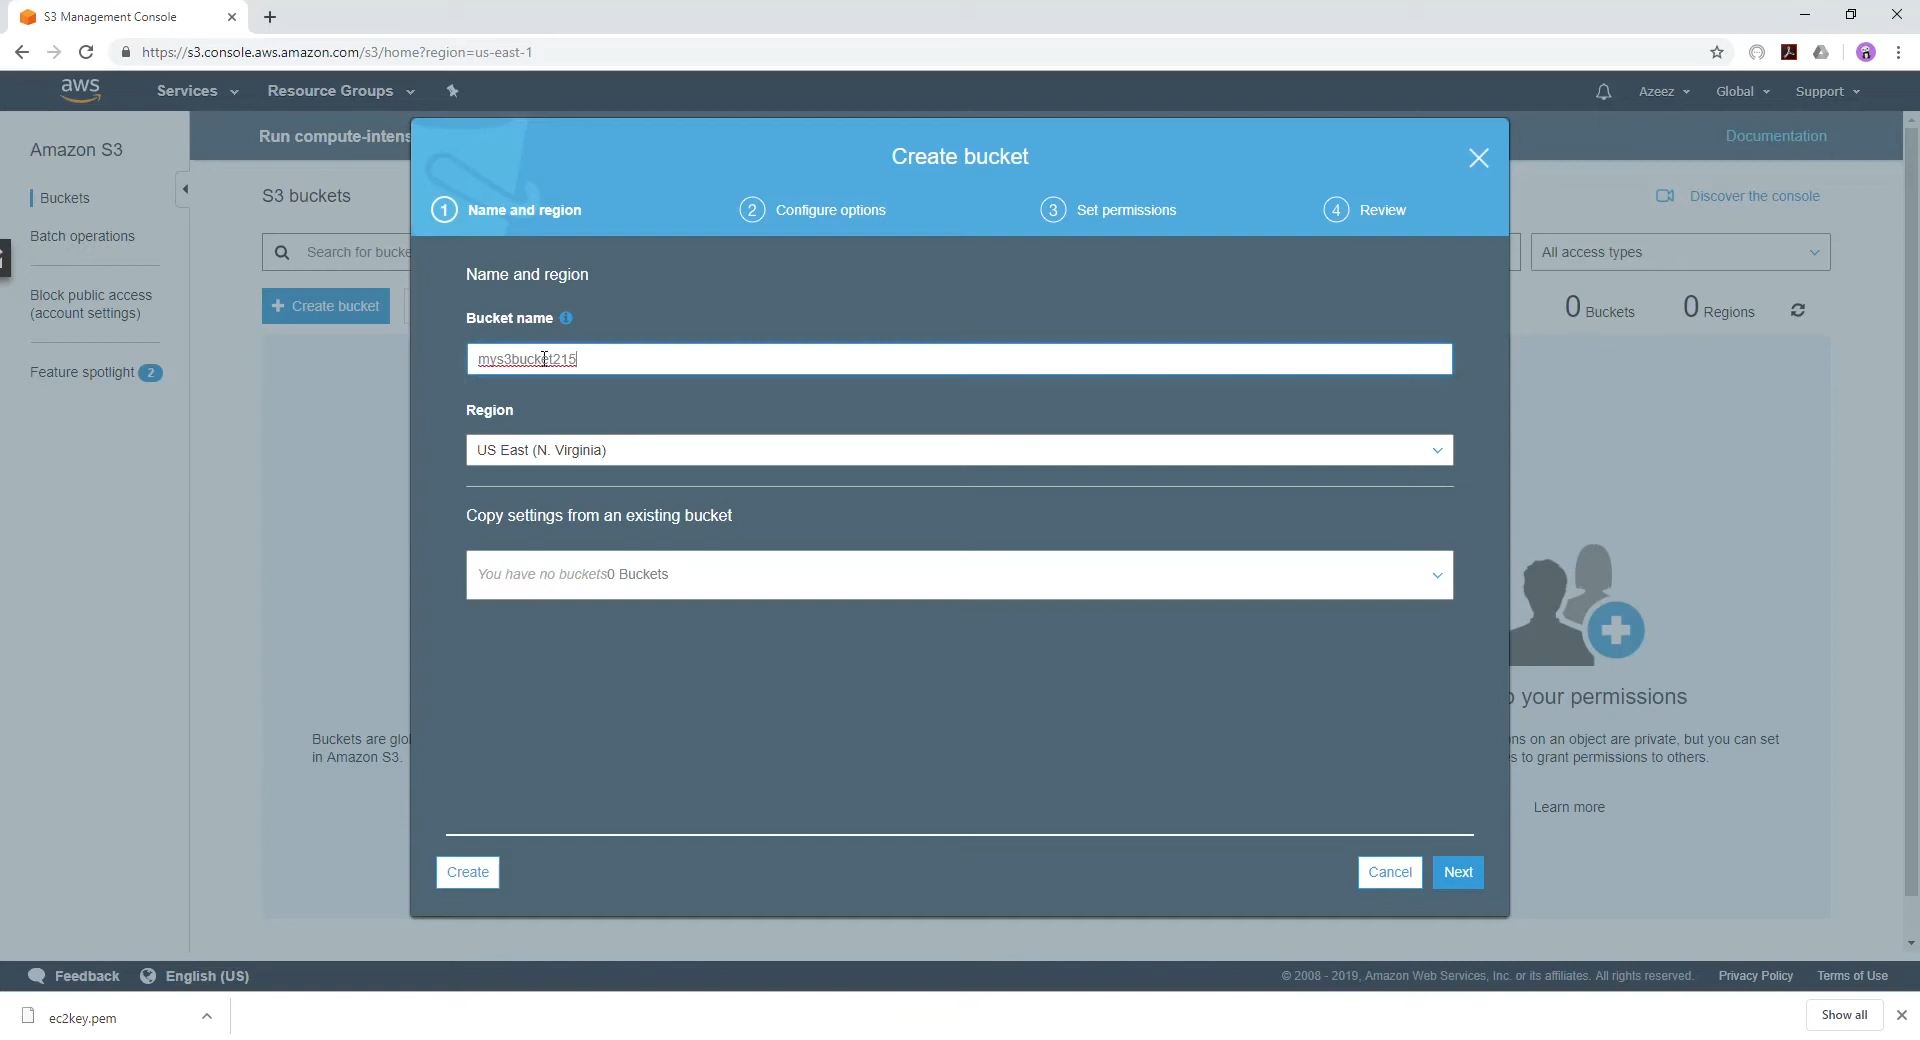 S3 Management Console
https://s3.console.aws.amazon.com/s3/home?region=us-east-1
aws
Services
Resource Groups
Azeez
Global
Support
Run compute-intens
Documentation
Amazon S3
Buckets
Batch operations
Block public access
(account settings)
Feature spotlight 2
S3 buckets
Discover the console
Search for bucke
All access types
+ Create bucket
0 Buckets
0 Regions
Create bucket
1 Name and region
2 Configure options
3 Set permissions
4 Review
Name and region
Bucket name
mys3bucket215
Region
US East (N. Virginia)
Copy settings from an existing bucket
You have no buckets0 Buckets
Buckets are glo
in Amazon S3.
your permissions
ns on an object are private, but you can set
s to grant permissions to others.
Learn more
Create
Cancel
Next
Feedback
English (US)
© 2008 - 2019, Amazon Web Services, Inc. or its affiliates. All rights reserved.
Privacy Policy
Terms of Use
ec2key.pem
Show all